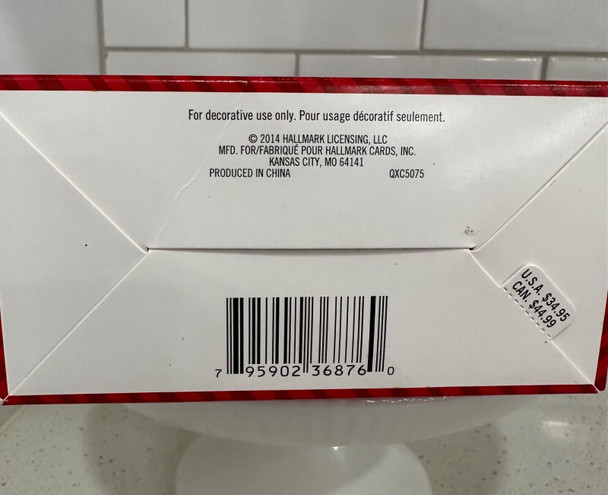 For decorative use only. Pour usage décoratif seulement.
© 2014 HALLMARK LICENSING, LLC
MFD. FOR/FABRIQUÉ POUR HALLMARK CARDS, INC.
KANSAS CITY, MO 64141
PRODUCED IN CHINA QXC5075
U.S.A. $34.95
CAN. $44.99
7 95902 36876 0